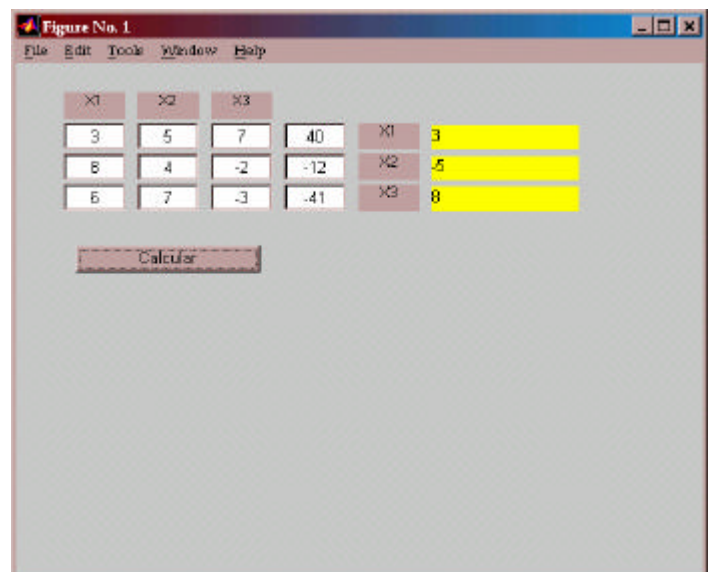 Figure No. 1
File Edit Tools Window Help
X1 X2 X3
3 5 7 40 X1 3
8 4 -2 -12 X2 -5
6 7 -3 -41 X3 8
Calcular